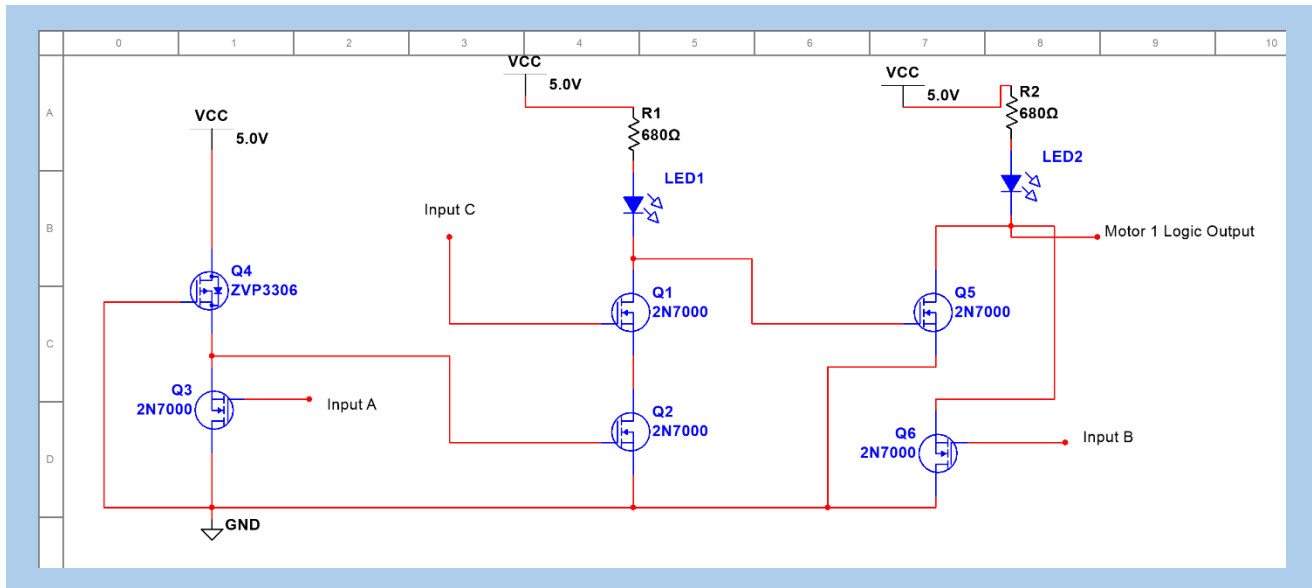 0 1 2 3 4 5 6 7 8 9 10
A
B
C
D
VCC
5.0V
Q4
ZVP3306
Q3
2N7000
Input A
GND
VCC
5.0V
R1
680Ω
LED1
Input C
Q1
2N7000
Q2
2N7000
VCC
5.0V
R2
680Ω
LED2
Motor 1 Logic Output
Q5
2N7000
Q6
2N7000
Input B